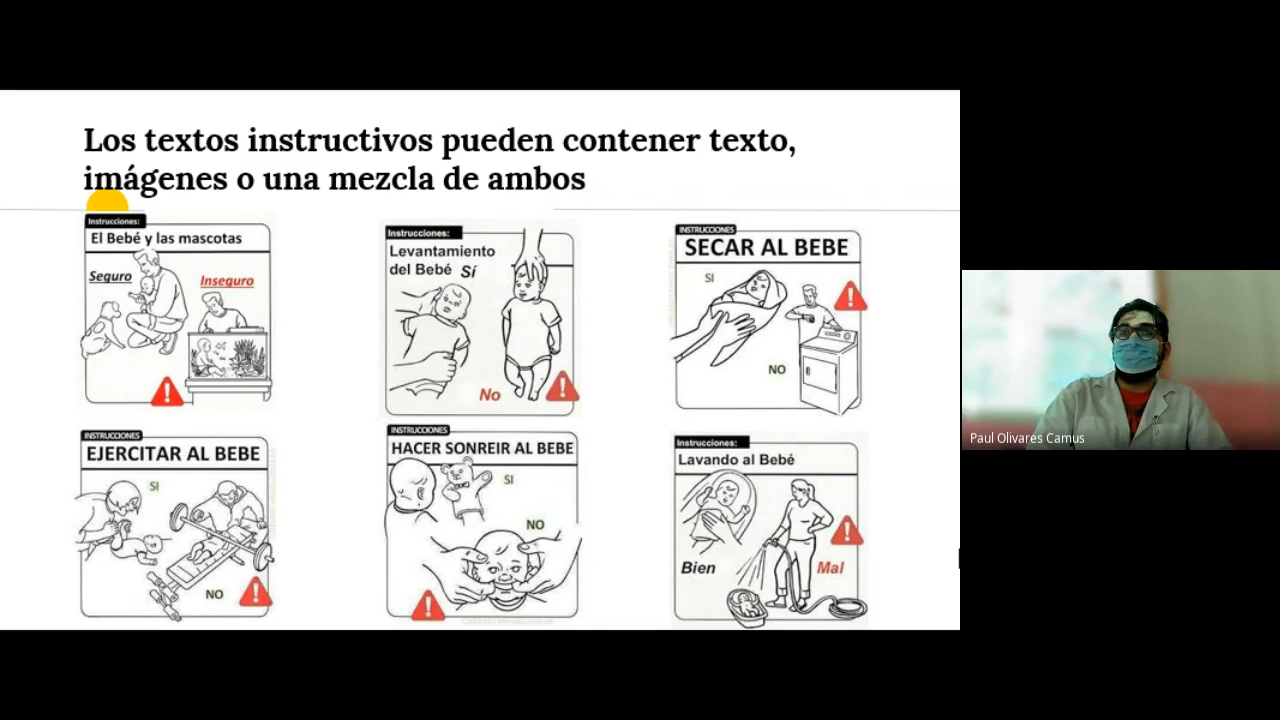 Los textos instructivos pueden contener texto,
imágenes o una mezcla de ambos
Instrucciones:
El Bebé y las mascotas
Seguro
Inseguro
Instrucciones:
Levantamiento
del Bebé Sí
No
INSTRUCCIONES
SECAR AL BEBE
SI
NO
INSTRUCCIONES
EJERCITAR AL BEBE
SI
NO
INSTRUCCIONES
HACER SONREIR AL BEBE
SI
NO
Instrucciones:
Lavando al Bebé
Bien
Mal
Paul Olivares Camus